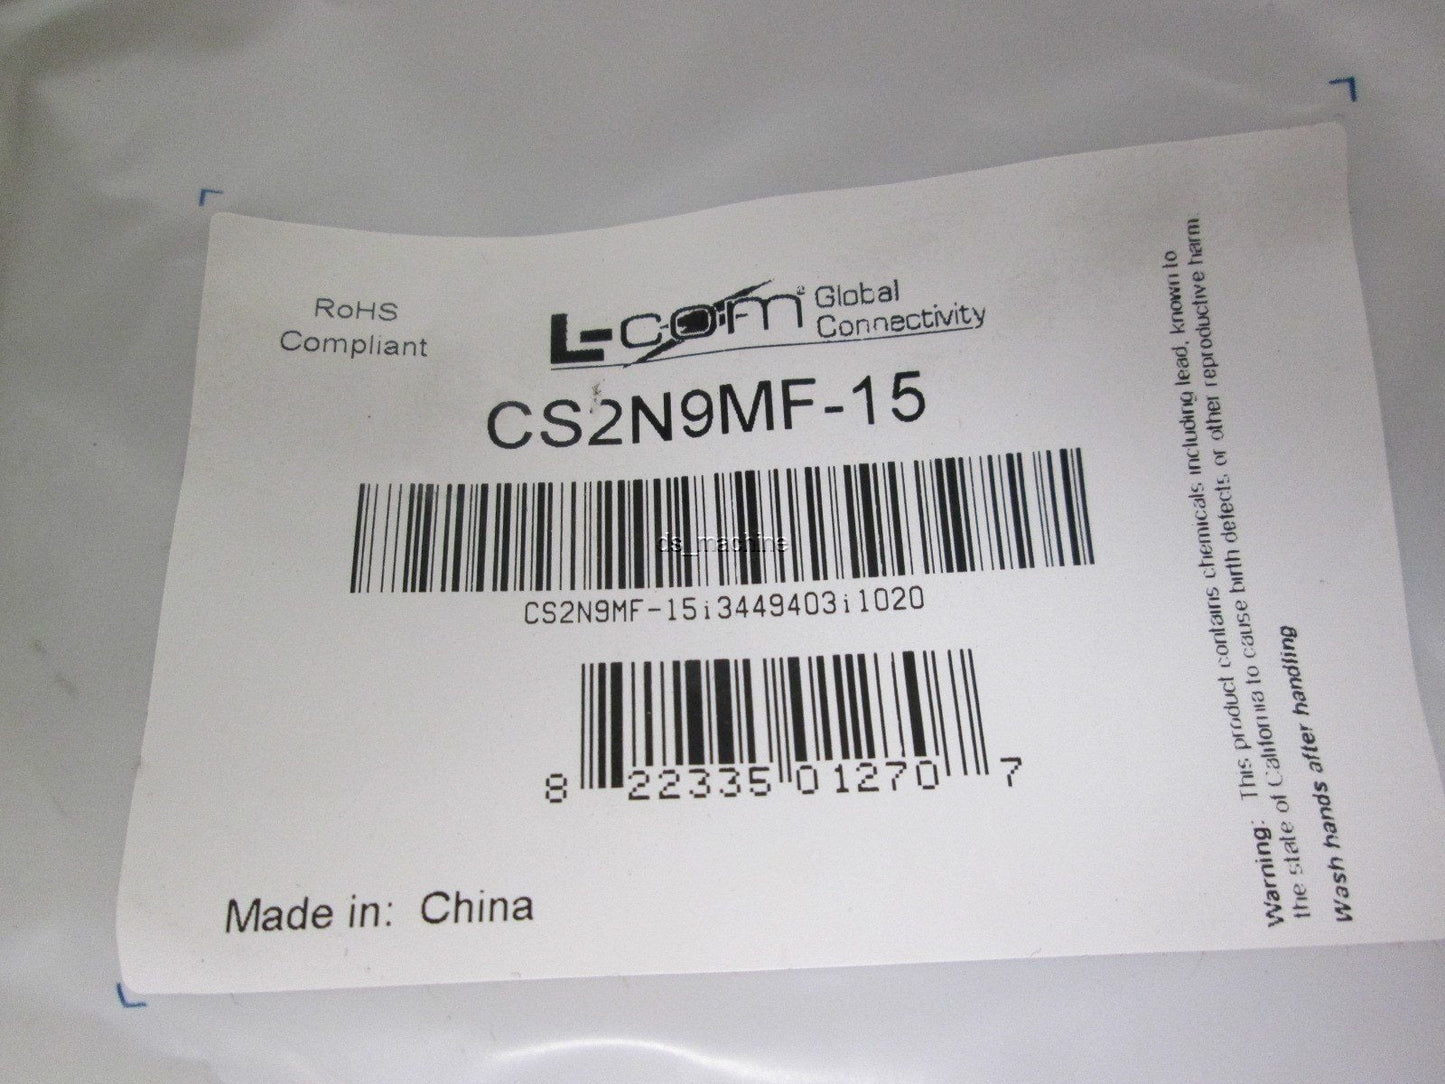 RoHS
Compliant
L-com® Global
Connectivity
CS2N9MF-15
ds_machine
CS2N9MF-15i3449403i1020
8 22335 01270 7
Made in: China
Warning: This product contains chemicals including lead, known to
the state of California to cause birth defects or other reproductive harm
Wash hands after handling